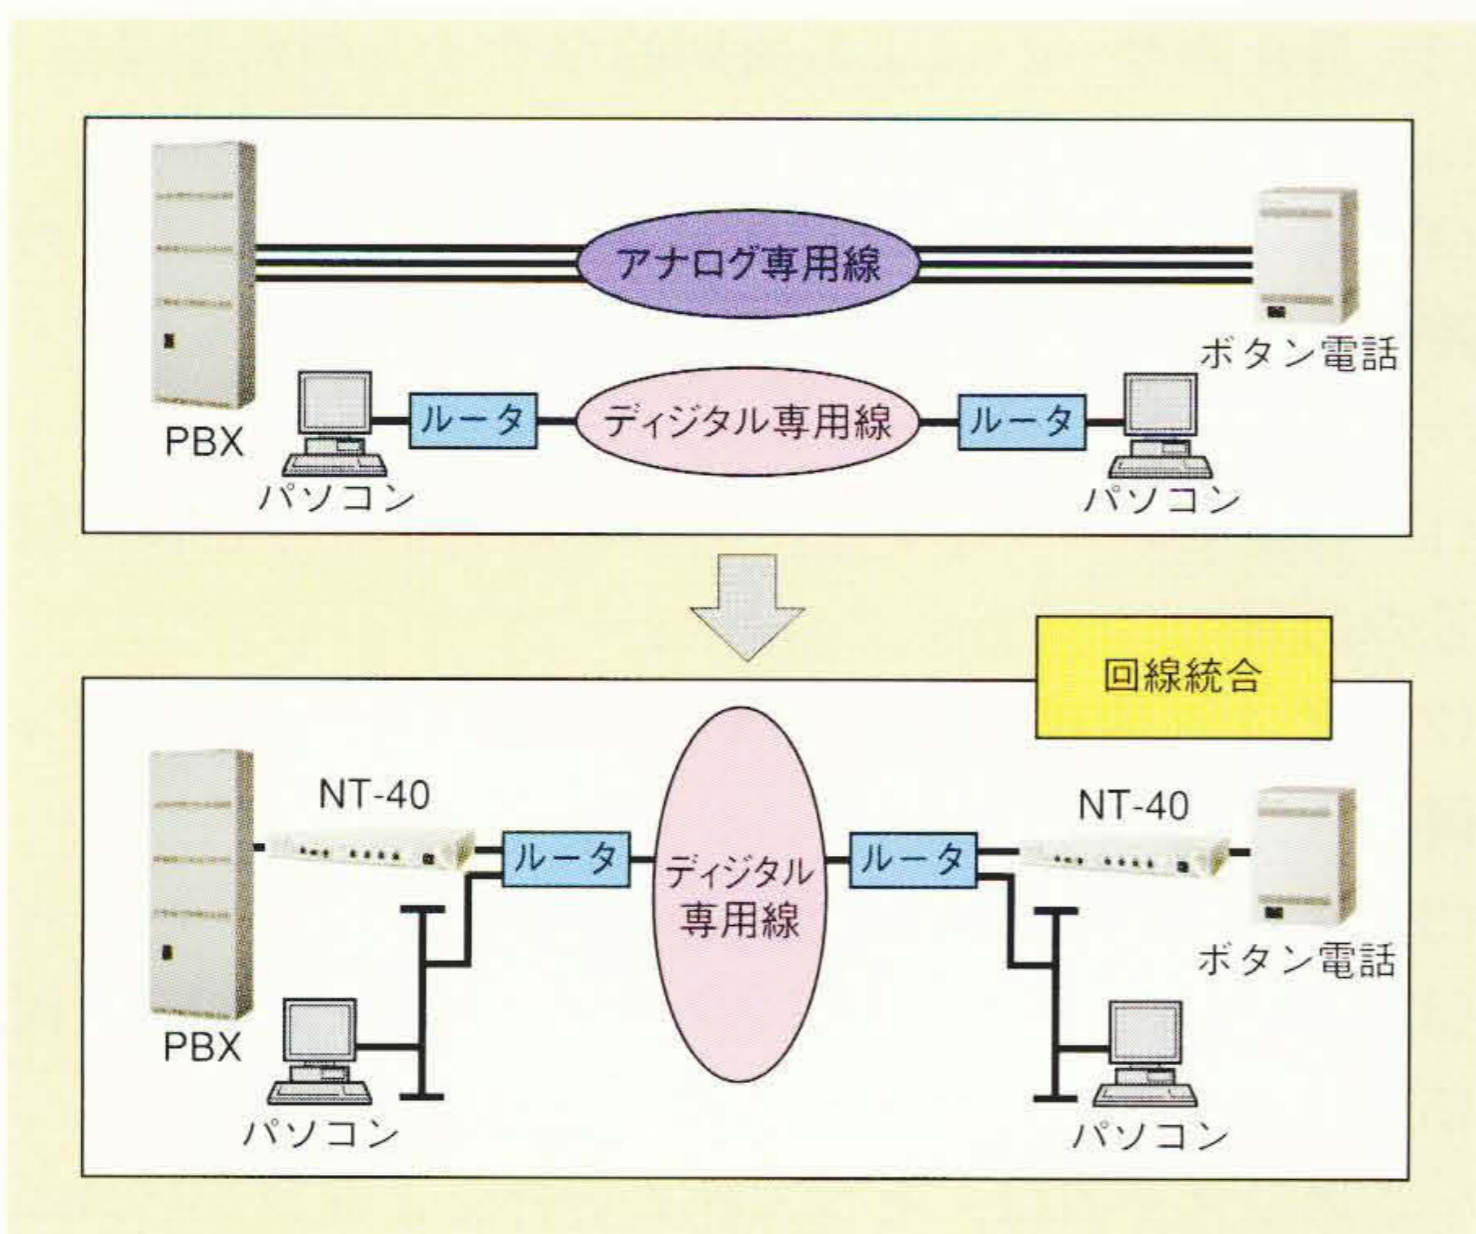 アナログ専用線
ボタン電話
ルータ
ディジタル専用線
ルータ
PBX
パソコン
パソコン
回線統合
NT-40
NT-40
ルータ
ルータ
ディジタル
専用線
ボタン電話
PBX
パソコン
パソコン